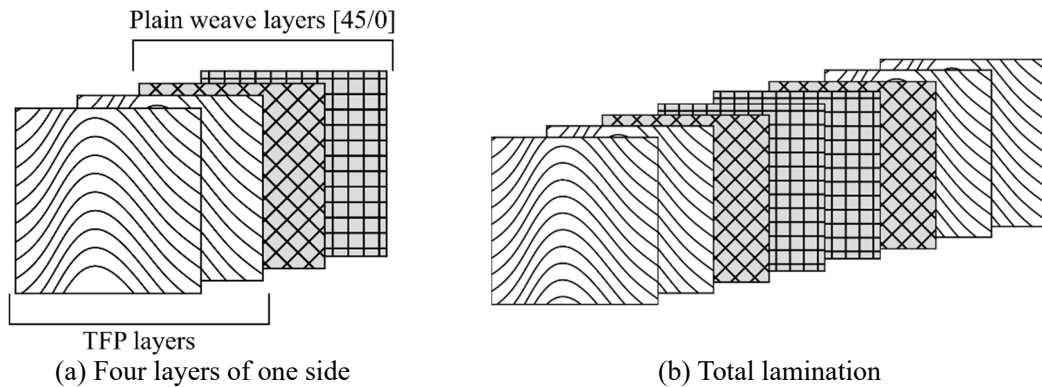 Plain weave layers [45/0]
TFP layers
(a) Four layers of one side
(b) Total lamination